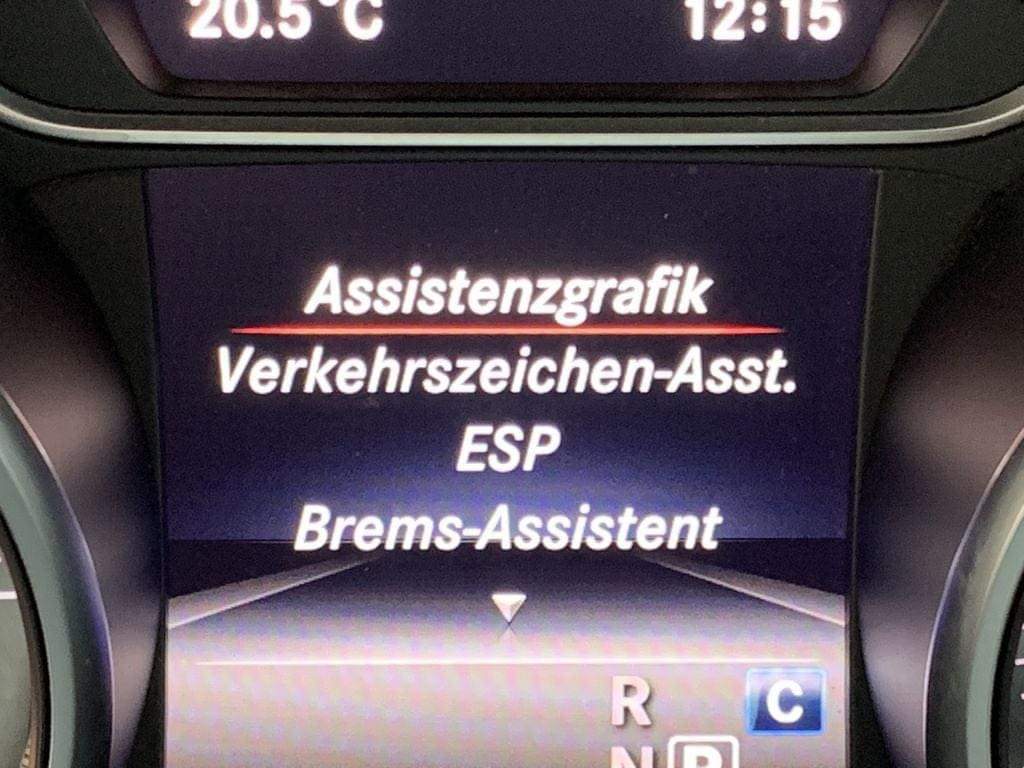 20.5°C 12:15
Assistenzgrafik
Verkehrszeichen-Asst.
ESP
Brems-Assistent
R C
N P